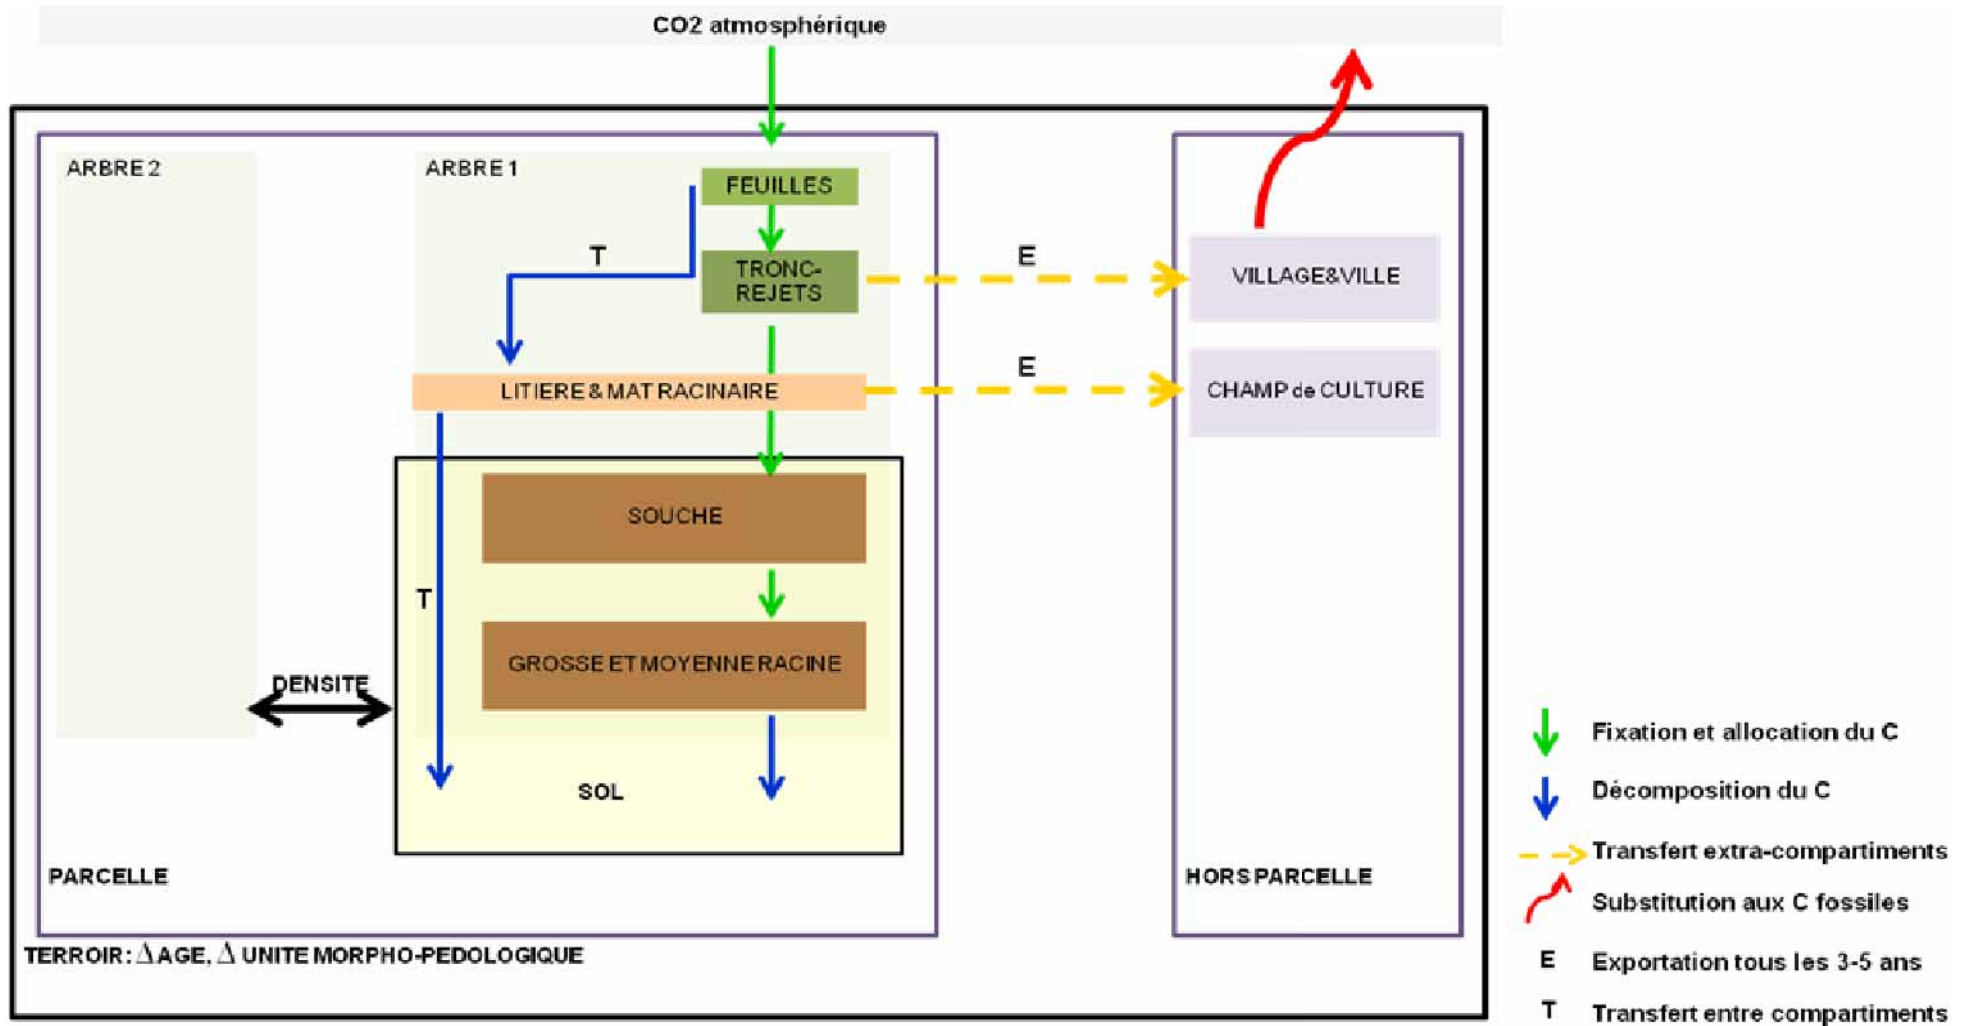 CO2 atmosphérique
ARBRE 2
ARBRE 1
FEUILLES
T
TRONC-
REJETS
E
VILLAGE&VILLE
LITIERE & MAT RACINAIRE
E
CHAMP de CULTURE
SOUCHE
T
GROSSE ET MOYENNE RACINE
DENSITE
SOL
PARCELLE
HORS PARCELLE
TERROIR: Δ AGE, Δ UNITE MORPHO-PEDOLOGIQUE
Fixation et allocation du C
Décomposition du C
Transfert extra-compartiments
Substitution aux C fossiles
E Exportation tous les 3-5 ans
T Transfert entre compartiments